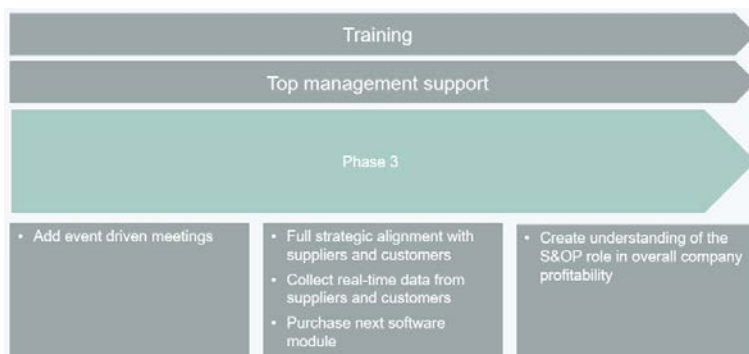 Training
Top management support
Phase 3
• Add event driven meetings
• Full strategic alignment with
suppliers and customers
• Collect real-time data from
suppliers and customers
• Purchase next software
module
• Create understanding of the
S&OP role in overall company
profitability